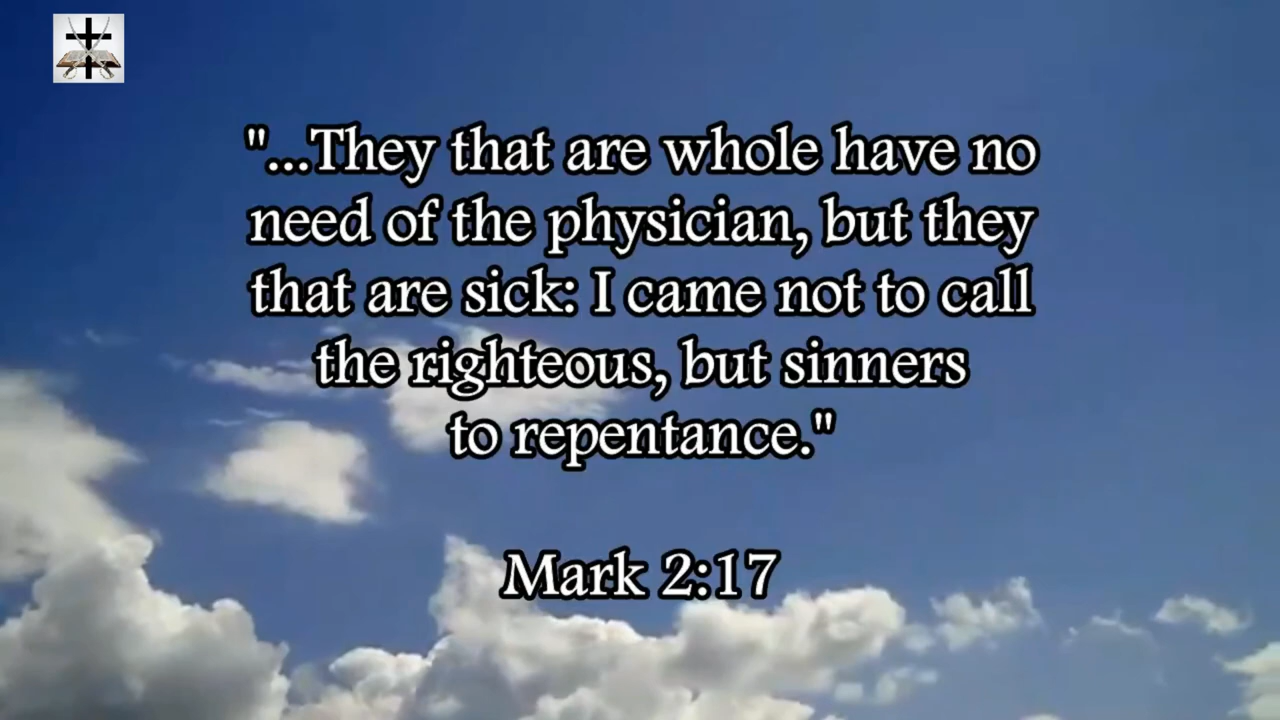 "...They that are whole have no
need of the physician, but they
that are sick: I came not to call
the righteous, but sinners
to repentance."
Mark 2:17